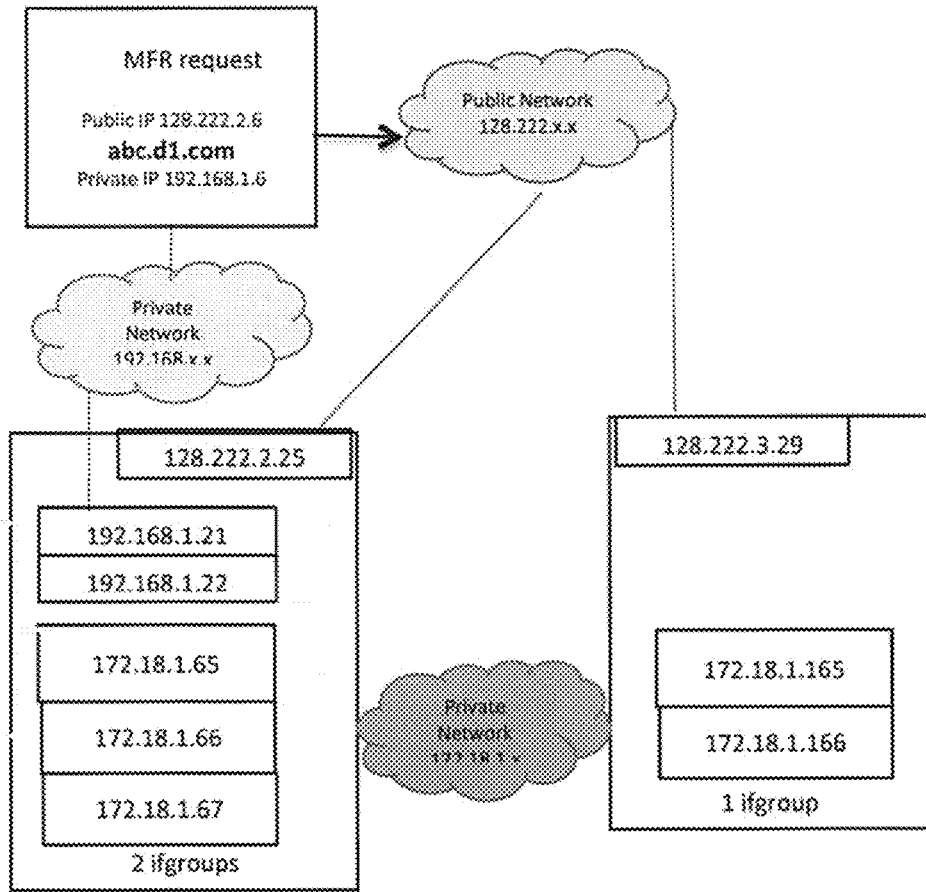 MFR request
Public IP 128.222.2.6
abc.d1.com
Private IP 192.168.1.6
Public Network
128.222.x.x
Private
Network
192.168.x.x
128.222.2.25
128.222.3.29
192.168.1.21
192.168.1.22
172.18.1.65
172.18.1.66
172.18.1.67
2 ifgroups
Private
Network
172.18.1.x
172.18.1.165
172.18.1.166
1 ifgroup